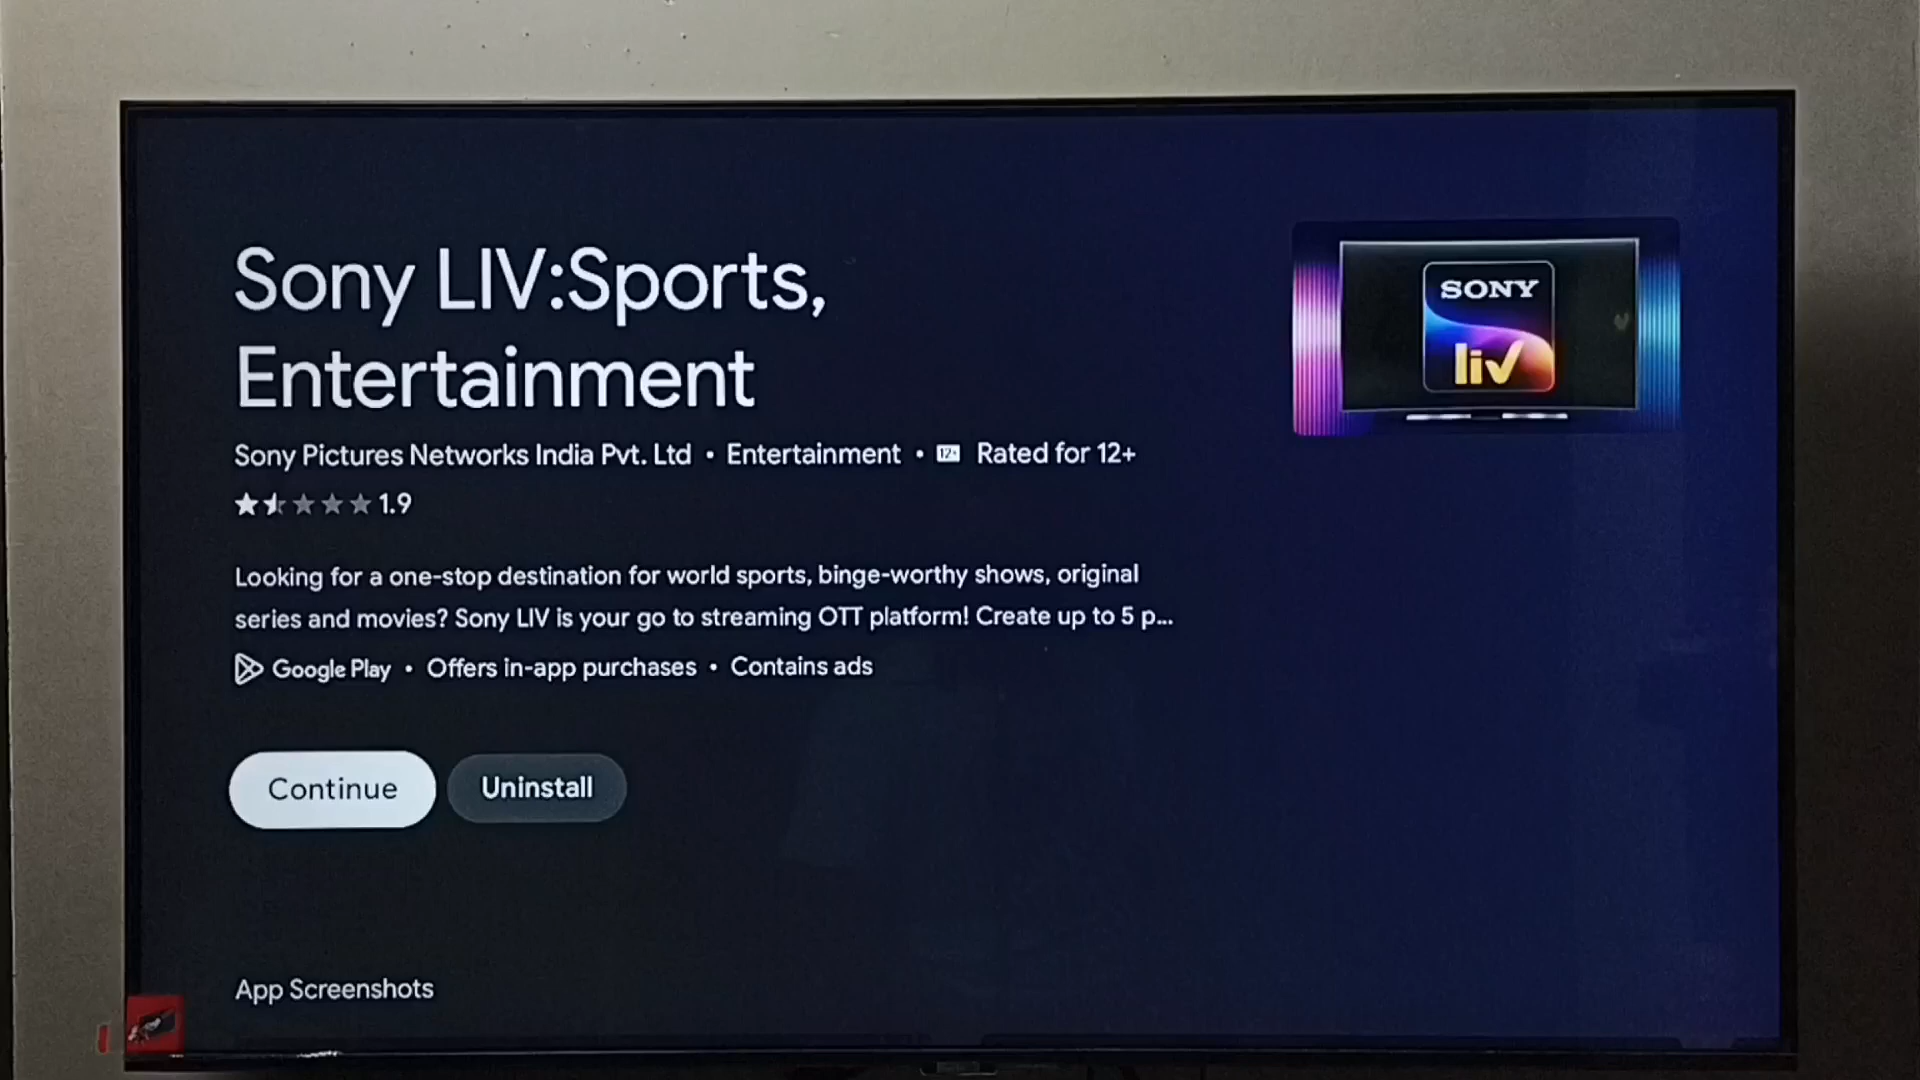 Sony LIV:Sports,
Entertainment
SONY
liv
Sony Pictures Networks India Pvt. Ltd • Entertainment • 12+ Rated for 12+
1.9
Looking for a one-stop destination for world sports, binge-worthy shows, original
series and movies? Sony LIV is your go to streaming OTT platform! Create up to 5 p...
Google Play • Offers in-app purchases • Contains ads
Continue
Uninstall
App Screenshots